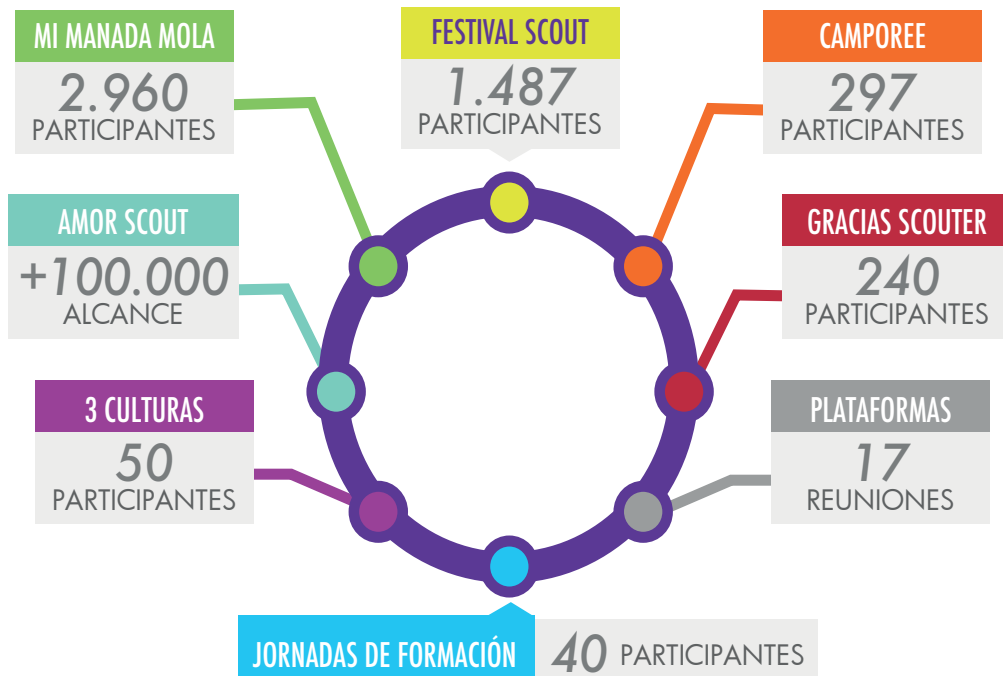 MI MANADA MOLA
2.960
PARTICIPANTES
FESTIVAL SCOUT
1.487
PARTICIPANTES
CAMPOREE
297
PARTICIPANTES
AMOR SCOUT
+100.000
ALCANCE
GRACIAS SCOUTER
240
PARTICIPANTES
3 CULTURAS
50
PARTICIPANTES
PLATAFORMAS
17
REUNIONES
JORNADAS DE FORMACIÓN
40 PARTICIPANTES